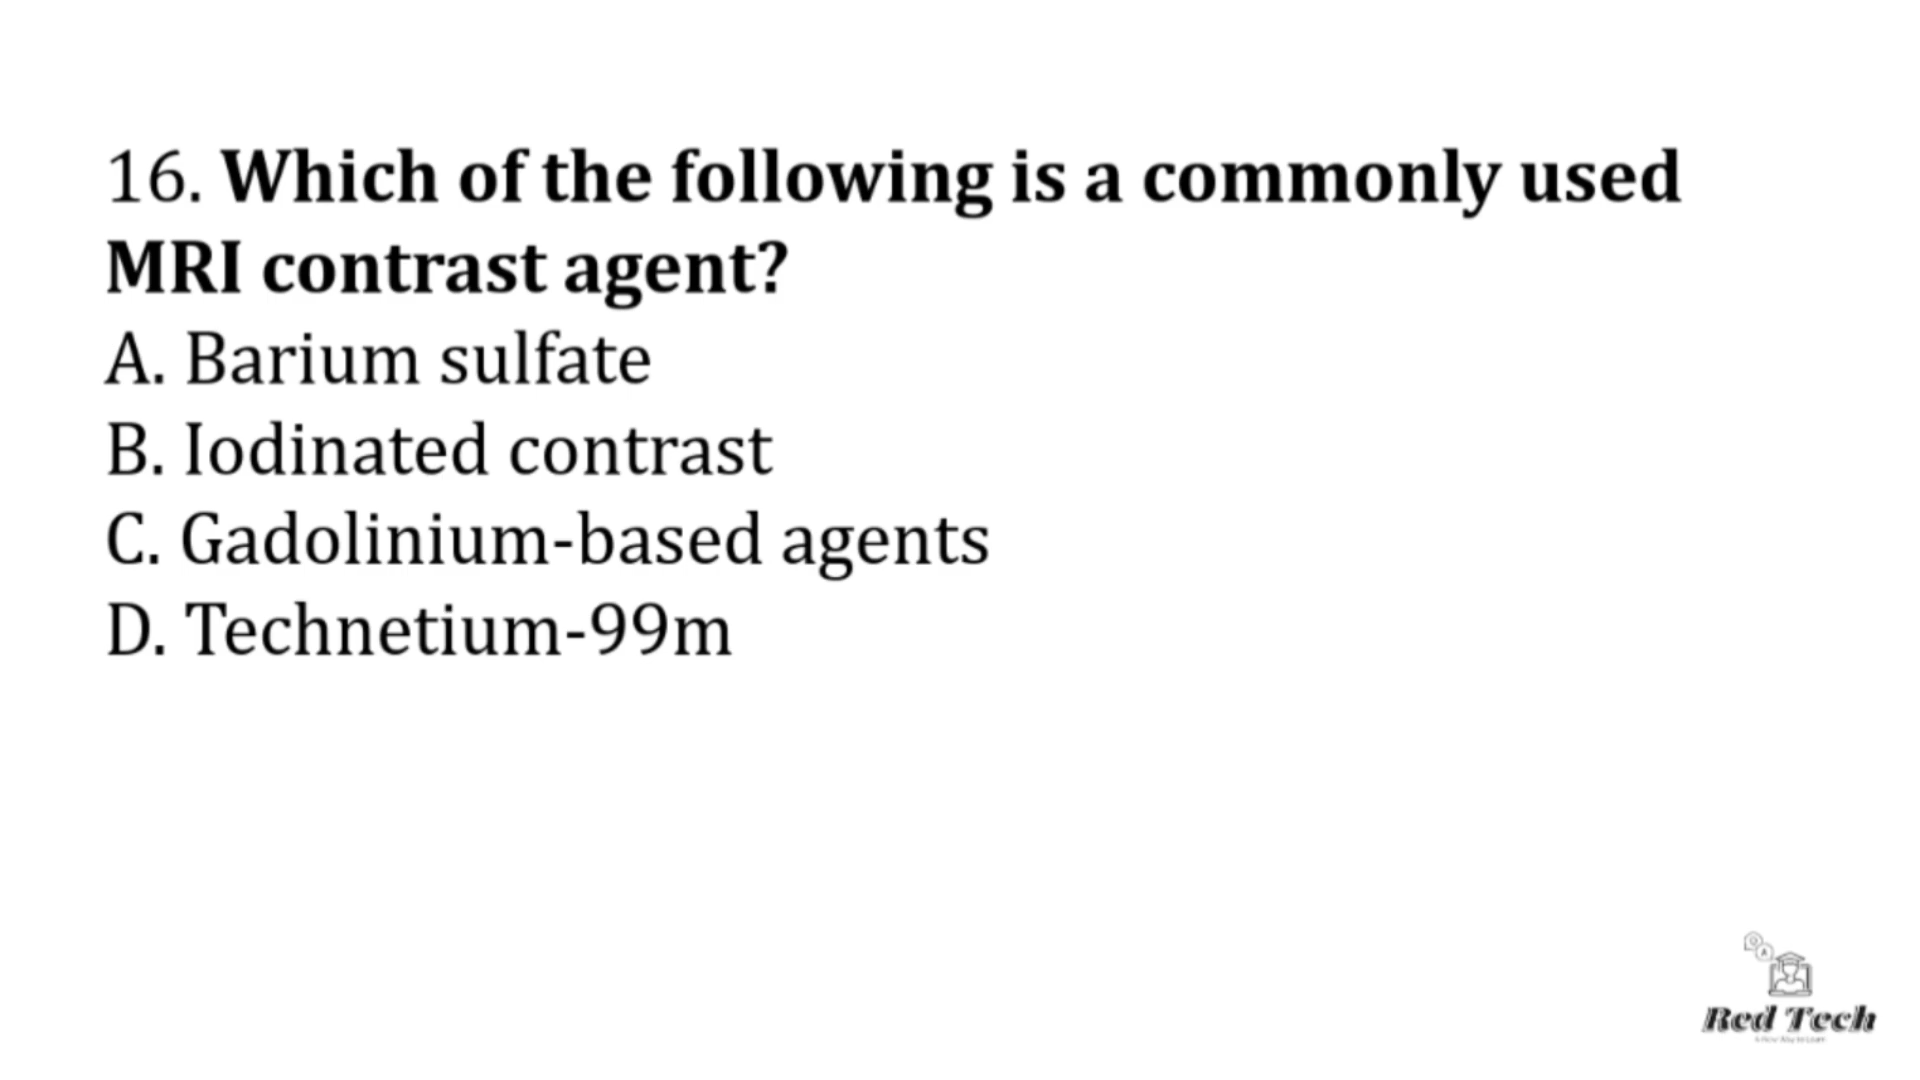 16. Which of the following is a commonly used
MRI contrast agent?
A. Barium sulfate
B. Iodinated contrast
C. Gadolinium-based agents
D. Technetium-99m
Q
A
Red Tech